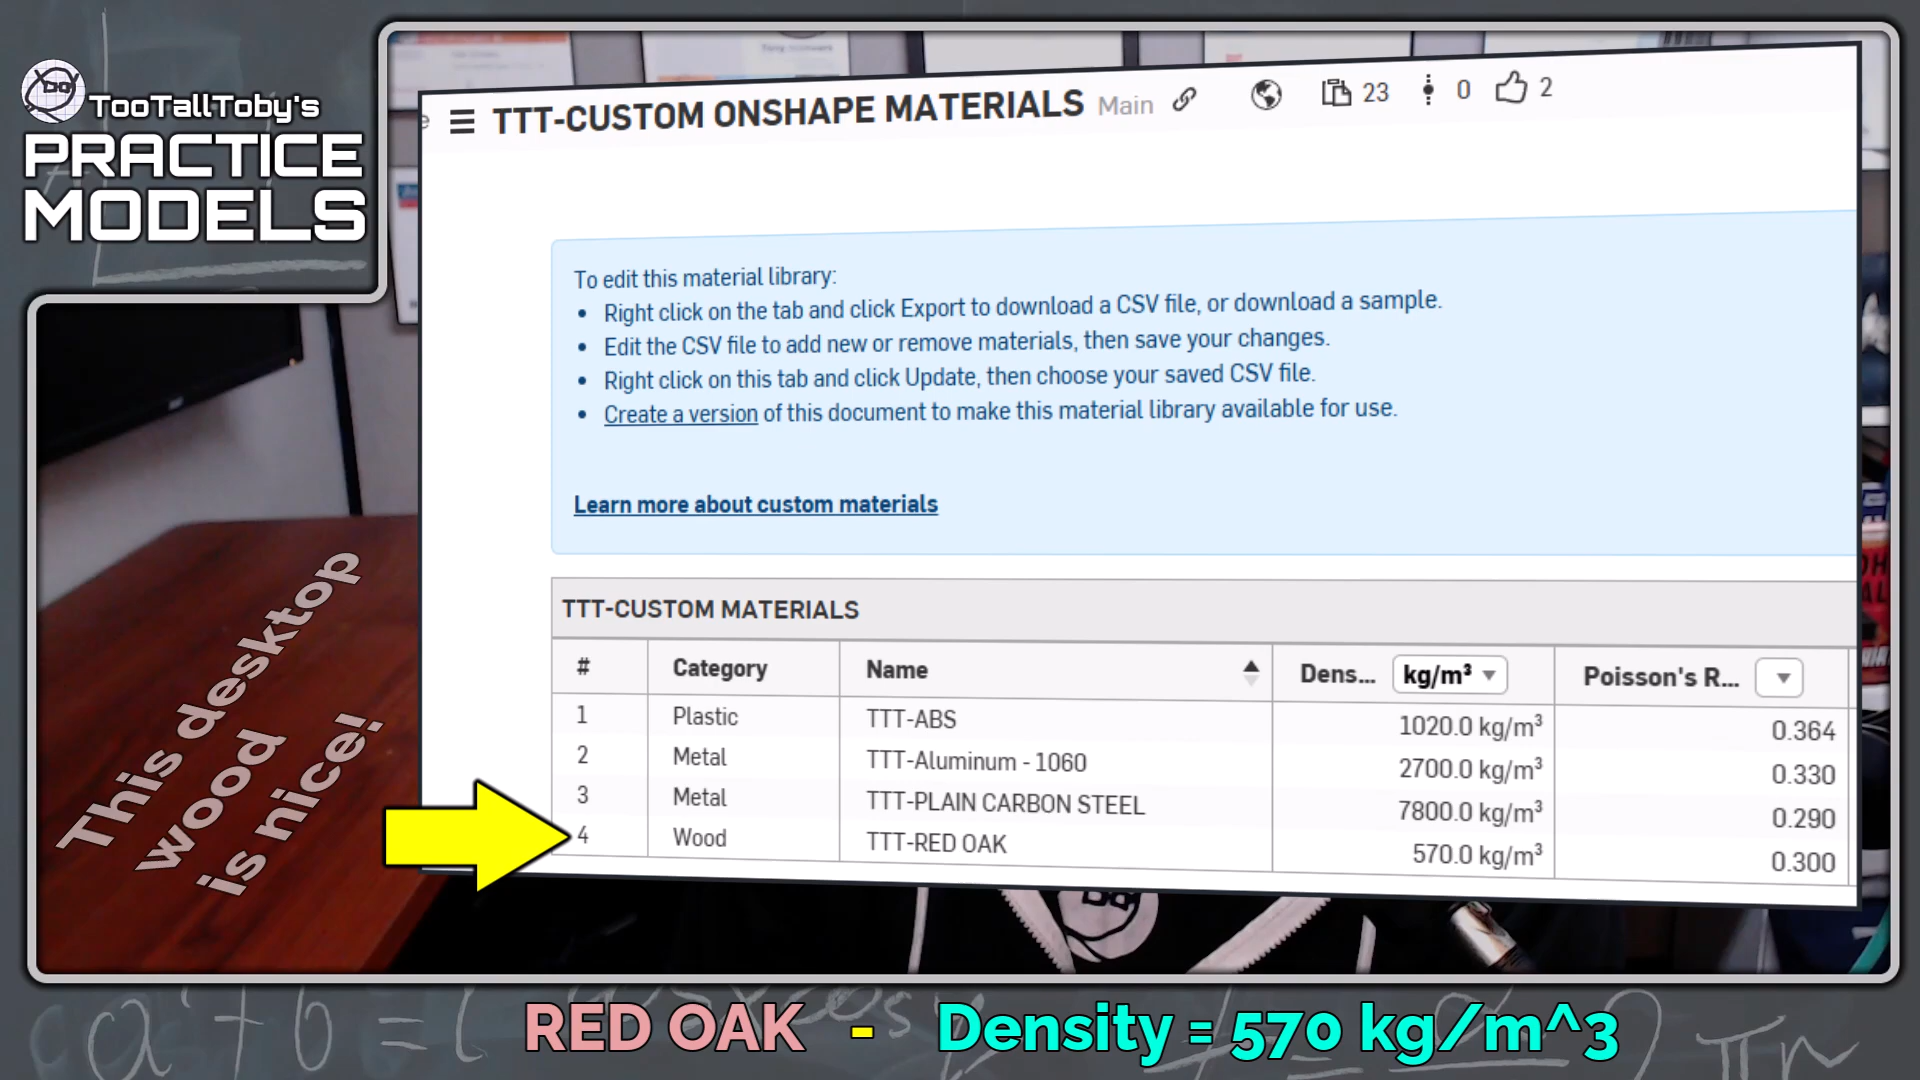 TooTallToby's
PRACTICE
MODELS
TTT-CUSTOM ONSHAPE MATERIALS Main 23 0 2
To edit this material library:
• Right click on the tab and click Export to download a CSV file, or download a sample.
• Edit the CSV file to add new or remove materials, then save your changes.
• Right click on this tab and click Update, then choose your saved CSV file.
• Create a version of this document to make this material library available for use.
Learn more about custom materials
TTT-CUSTOM MATERIALS
# Category Name Dens... kg/m³ Poisson's R...
1 Plastic TTT-ABS 1020.0 kg/m³ 0.364
2 Metal TTT-Aluminum - 1060 2700.0 kg/m³ 0.330
3 Metal TTT-PLAIN CARBON STEEL 7800.0 kg/m³ 0.290
4 Wood TTT-RED OAK 570.0 kg/m³ 0.300
This desktop
wood
is nice!
RED OAK - Density = 570 kg/m^3